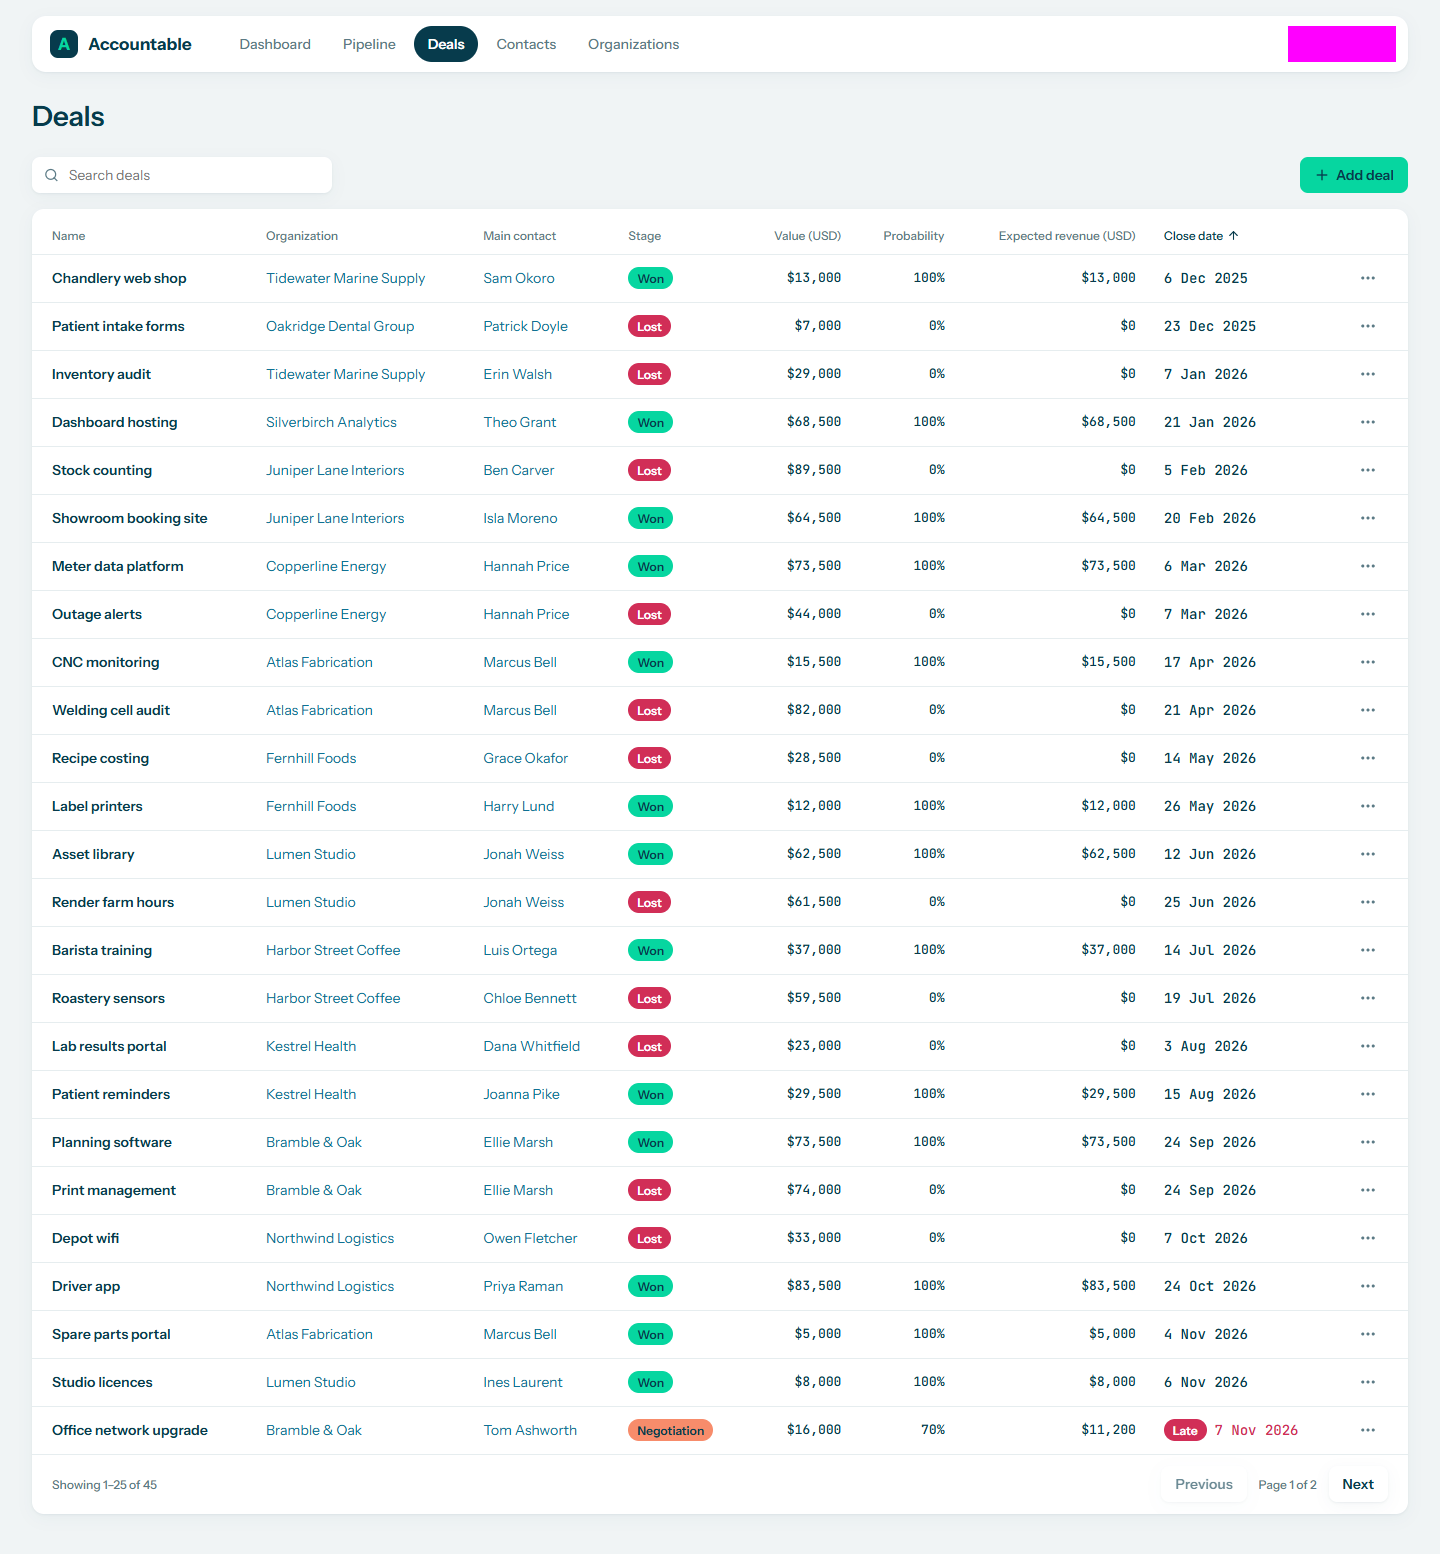 A Accountable Dashboard Pipeline Deals Contacts Organizations
Deals
Search deals + Add deal
Name Organization Main contact Stage Value (USD) Probability Expected revenue (USD) Close date ↑
Chandlery web shop Tidewater Marine Supply Sam Okoro Won $13,000 100% $13,000 6 Dec 2025
Patient intake forms Oakridge Dental Group Patrick Doyle Lost $7,000 0% $0 23 Dec 2025
Inventory audit Tidewater Marine Supply Erin Walsh Lost $29,000 0% $0 7 Jan 2026
Dashboard hosting Silverbirch Analytics Theo Grant Won $68,500 100% $68,500 21 Jan 2026
Stock counting Juniper Lane Interiors Ben Carver Lost $89,500 0% $0 5 Feb 2026
Showroom booking site Juniper Lane Interiors Isla Moreno Won $64,500 100% $64,500 20 Feb 2026
Meter data platform Copperline Energy Hannah Price Won $73,500 100% $73,500 6 Mar 2026
Outage alerts Copperline Energy Hannah Price Lost $44,000 0% $0 7 Mar 2026
CNC monitoring Atlas Fabrication Marcus Bell Won $15,500 100% $15,500 17 Apr 2026
Welding cell audit Atlas Fabrication Marcus Bell Lost $82,000 0% $0 21 Apr 2026
Recipe costing Fernhill Foods Grace Okafor Lost $28,500 0% $0 14 May 2026
Label printers Fernhill Foods Harry Lund Won $12,000 100% $12,000 26 May 2026
Asset library Lumen Studio Jonah Weiss Won $62,500 100% $62,500 12 Jun 2026
Render farm hours Lumen Studio Jonah Weiss Lost $61,500 0% $0 25 Jun 2026
Barista training Harbor Street Coffee Luis Ortega Won $37,000 100% $37,000 14 Jul 2026
Roastery sensors Harbor Street Coffee Chloe Bennett Lost $59,500 0% $0 19 Jul 2026
Lab results portal Kestrel Health Dana Whitfield Lost $23,000 0% $0 3 Aug 2026
Patient reminders Kestrel Health Joanna Pike Won $29,500 100% $29,500 15 Aug 2026
Planning software Bramble & Oak Ellie Marsh Won $73,500 100% $73,500 24 Sep 2026
Print management Bramble & Oak Ellie Marsh Lost $74,000 0% $0 24 Sep 2026
Depot wifi Northwind Logistics Owen Fletcher Lost $33,000 0% $0 7 Oct 2026
Driver app Northwind Logistics Priya Raman Won $83,500 100% $83,500 24 Oct 2026
Spare parts portal Atlas Fabrication Marcus Bell Won $5,000 100% $5,000 4 Nov 2026
Studio licences Lumen Studio Ines Laurent Won $8,000 100% $8,000 6 Nov 2026
Office network upgrade Bramble & Oak Tom Ashworth Negotiation $16,000 70% $11,200 Late 7 Nov 2026
Showing 1–25 of 45 Previous Page 1 of 2 Next